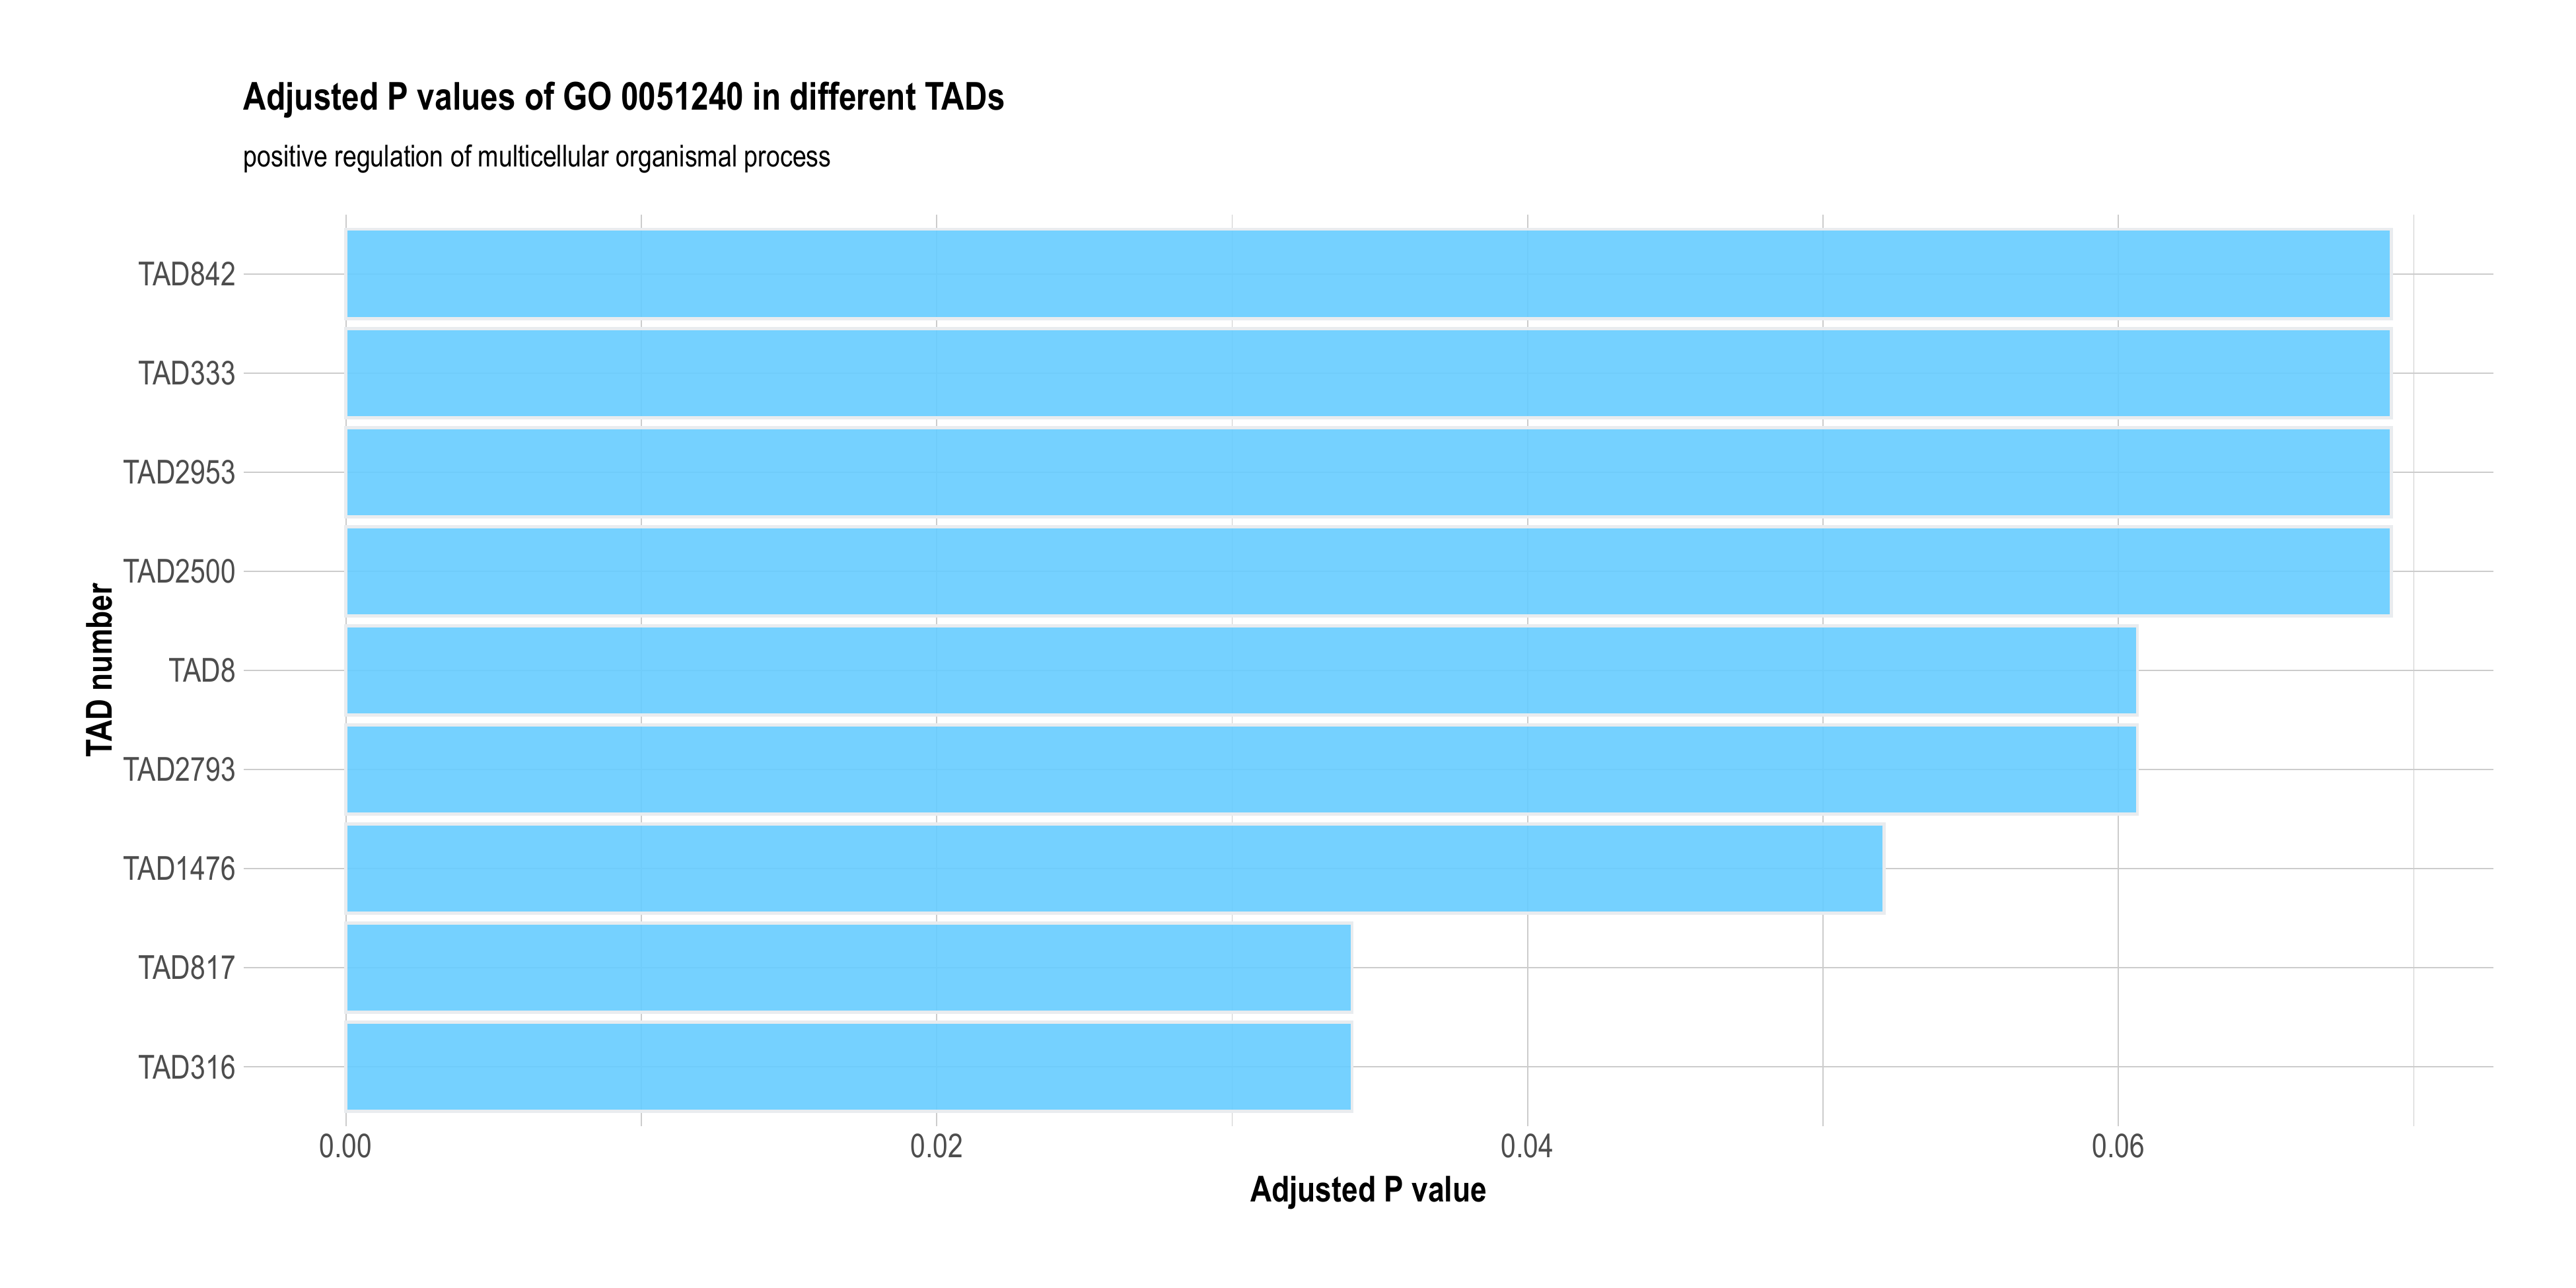 Adjusted P values of GO 0051240 in different TADs
positive regulation of multicellular organismal process
TAD number
TAD842
TAD333
TAD2953
TAD2500
TAD8
TAD2793
TAD1476
TAD817
TAD316
0.00 0.02 0.04 0.06
Adjusted P value